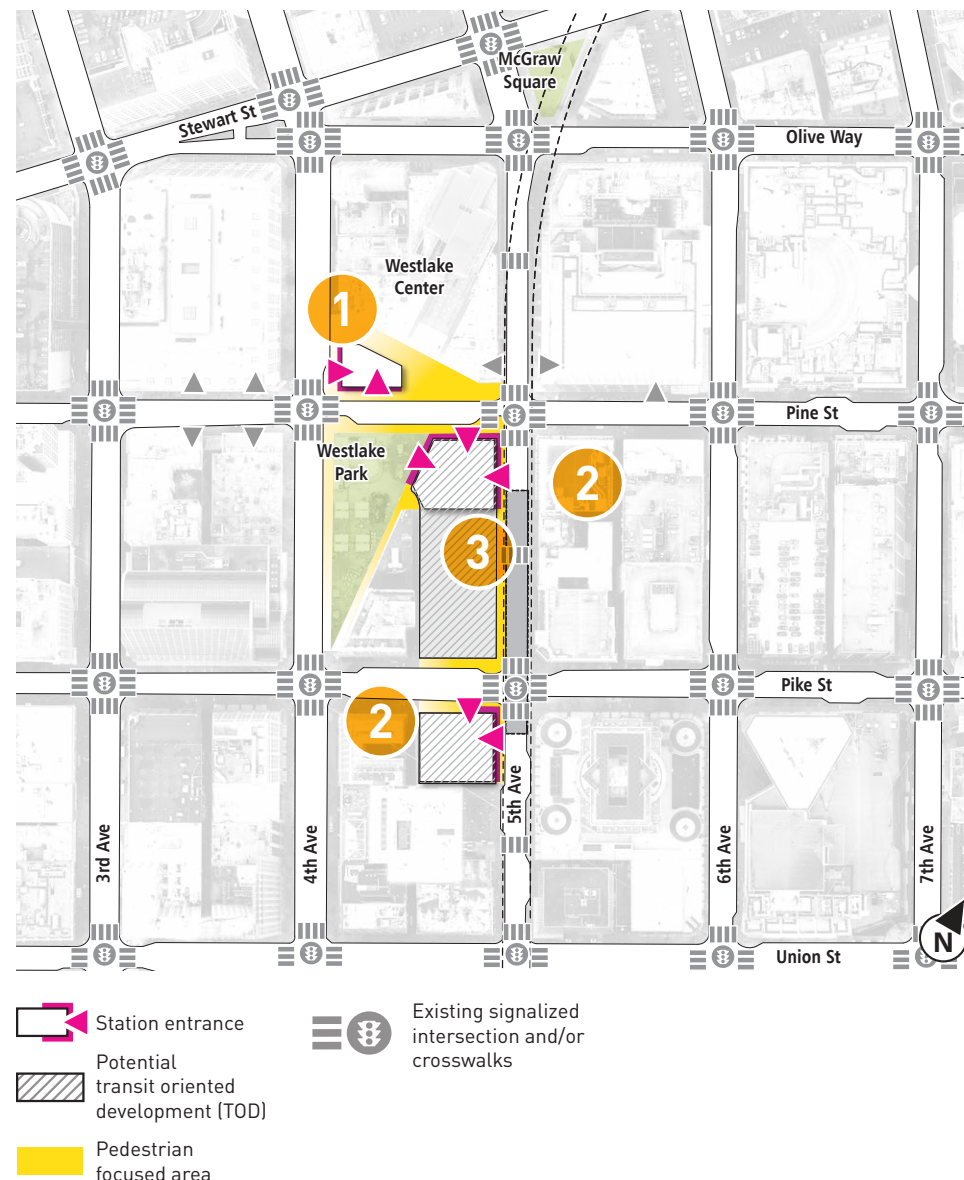 McGraw
Square
Stewart St
Olive Way
Westlake
Center
1
Pine St
Westlake
Park
2
3
Pike St
2
3rd Ave
4th Ave
5th Ave
6th Ave
7th Ave
N
Union St
Station entrance
Potential
transit oriented
development (TOD)
Pedestrian
focused area
Existing signalized
intersection and/or
crosswalks